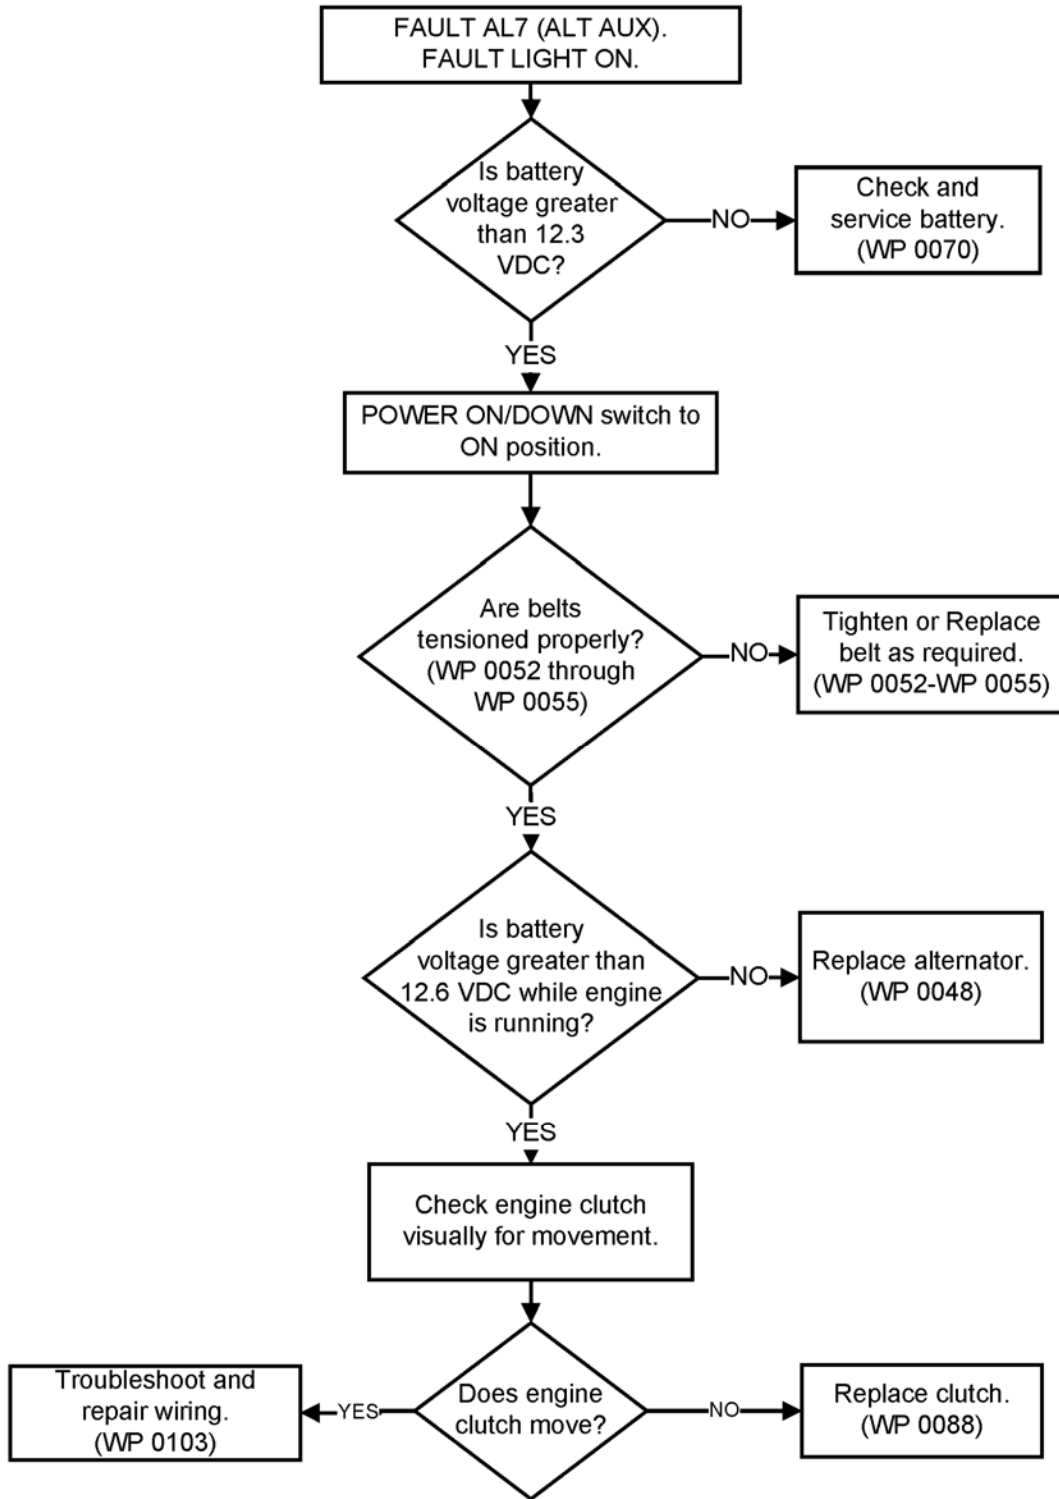 FAULT AL7 (ALT AUX).
FAULT LIGHT ON.
Is battery
voltage greater
than 12.3
VDC?
NO
Check and
service battery.
(WP 0070)
YES
POWER ON/DOWN switch to
ON position.
Are belts
tensioned properly?
(WP 0052 through
WP 0055)
NO
Tighten or Replace
belt as required.
(WP 0052-WP 0055)
YES
Is battery
voltage greater than
12.6 VDC while engine
is running?
NO
Replace alternator.
(WP 0048)
YES
Check engine clutch
visually for movement.
Does engine
clutch move?
YES
Troubleshoot and
repair wiring.
(WP 0103)
NO
Replace clutch.
(WP 0088)